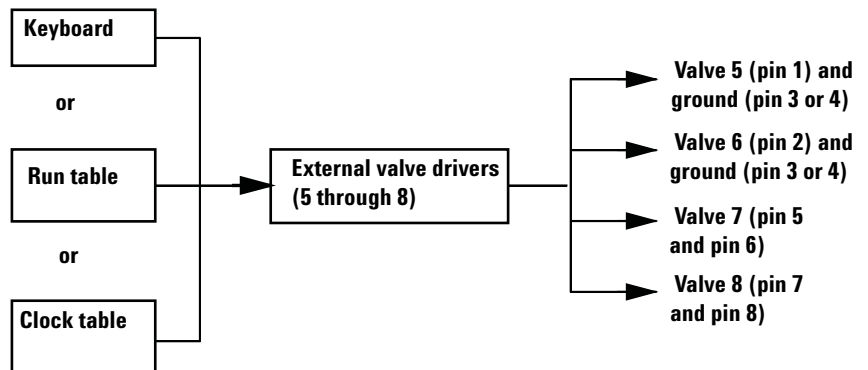 Keyboard
or
Run table
or
Clock table
External valve drivers
(5 through 8)
Valve 5 (pin 1) and
ground (pin 3 or 4)
Valve 6 (pin 2) and
ground (pin 3 or 4)
Valve 7 (pin 5
and pin 6)
Valve 8 (pin 7
and pin 8)